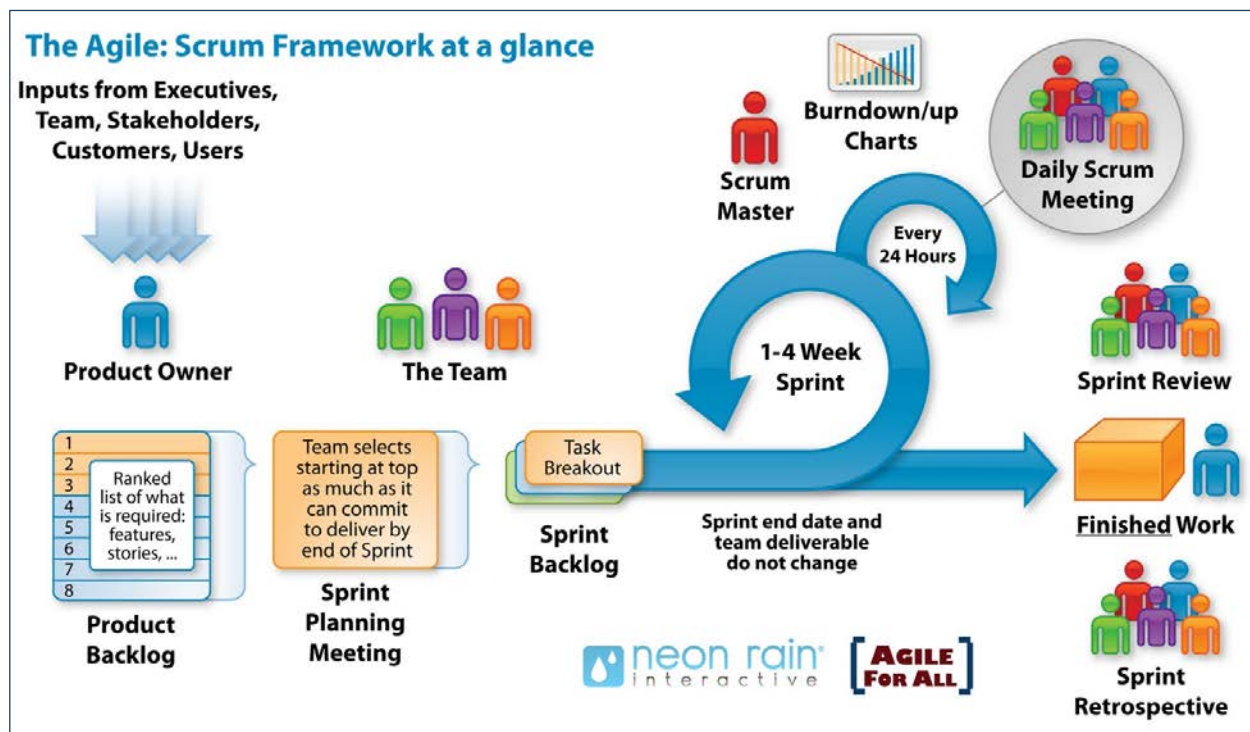 The Agile: Scrum Framework at a glance
Inputs from Executives,
Team, Stakeholders,
Customers, Users
Product Owner
The Team
Scrum
Master
Burndown/up
Charts
Daily Scrum
Meeting
Every
24 Hours
1-4 Week
Sprint
Sprint Review
1
2
3
4
5
6
7
8
Ranked
list of what
is required:
features,
stories, ...
Product
Backlog
Team selects
starting at top
as much as it
can commit
to deliver by
end of Sprint
Sprint
Planning
Meeting
Task
Breakout
Sprint
Backlog
Sprint end date and
team deliverable
do not change
Finished Work
Sprint
Retrospective
neon rain®
interactive
AGILE
FOR ALL